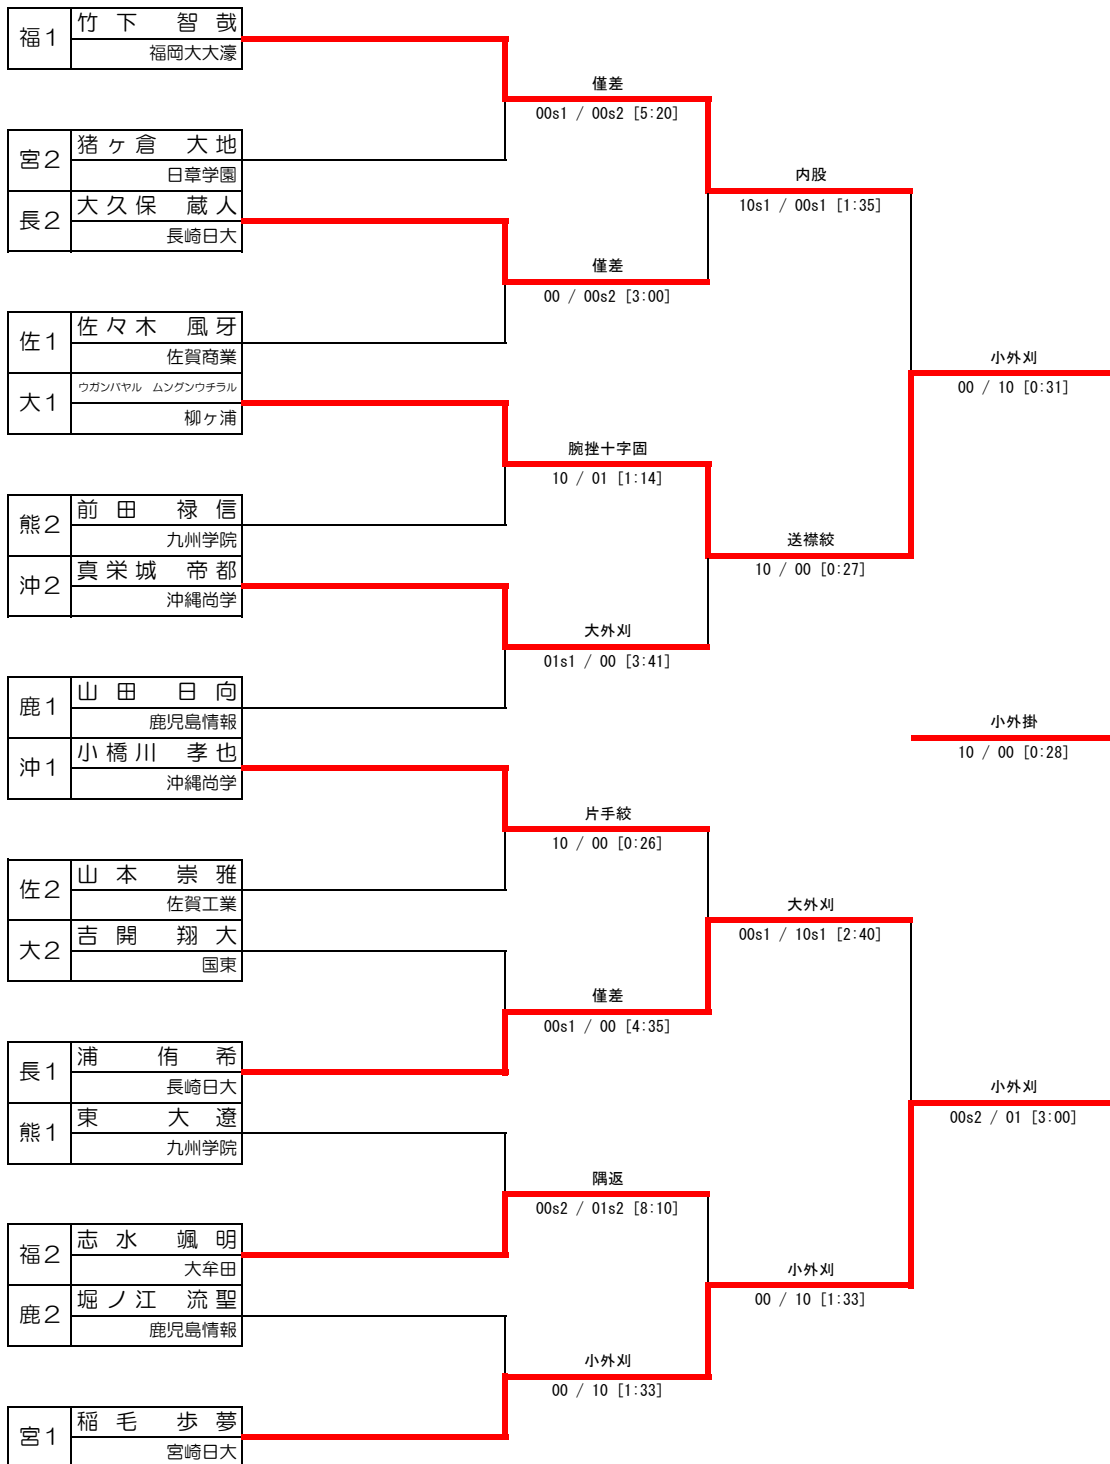 福1
竹下 智哉
福岡大大濠
僅差
00s1 / 00s2 [5:20]
宮2
猪ヶ倉 大地
日章学園
内股
10s1 / 00s1 [1:35]
長2
大久保 蔵人
長崎日大
僅差
00 / 00s2 [3:00]
佐1
佐々木 風牙
佐賀商業
小外刈
00 / 10 [0:31]
大1
ウガンバヤル ムングンウチラル
柳ヶ浦
腕挫十字固
10 / 01 [1:14]
熊2
前田 禄信
九州学院
送襟絞
10 / 00 [0:27]
沖2
真栄城 帝都
沖縄尚学
大外刈
01s1 / 00 [3:41]
鹿1
山田 日向
鹿児島情報
小外掛
10 / 00 [0:28]
沖1
小橋川 孝也
沖縄尚学
片手絞
10 / 00 [0:26]
佐2
山本 崇雅
佐賀工業
大外刈
00s1 / 10s1 [2:40]
大2
吉開 翔大
国東
僅差
00s1 / 00 [4:35]
長1
浦 侑希
長崎日大
小外刈
00s2 / 01 [3:00]
熊1
東 大遼
九州学院
隅返
00s2 / 01s2 [8:10]
福2
志水 颯明
大牟田
小外刈
00 / 10 [1:33]
鹿2
堀ノ江 流聖
鹿児島情報
小外刈
00 / 10 [1:33]
宮1
稲毛 歩夢
宮崎日大